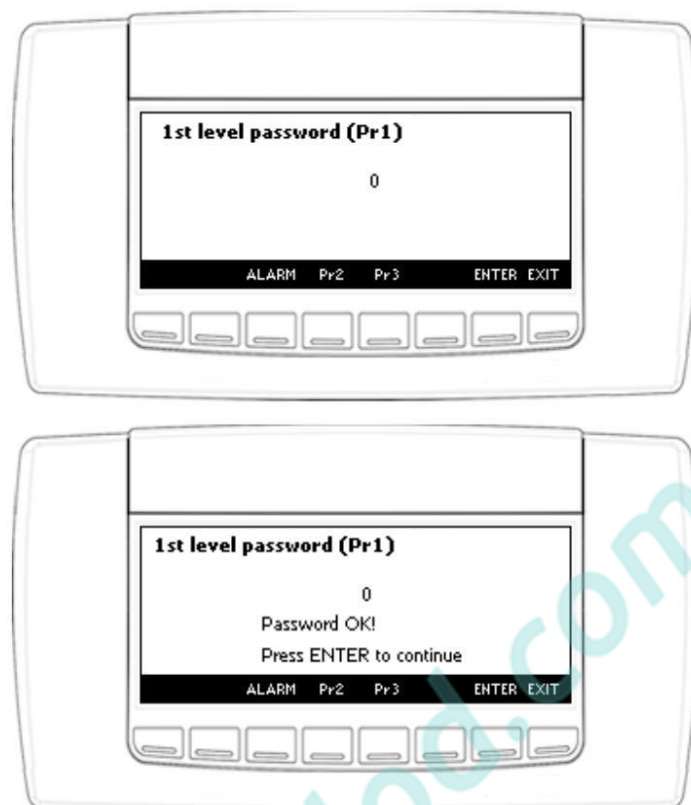 1st level password (Pr1)
0
ALARM Pr2 Pr3 ENTER EXIT
1st level password (Pr1)
0
Password OK!
Press ENTER to continue
ALARM Pr2 Pr3 ENTER EXIT